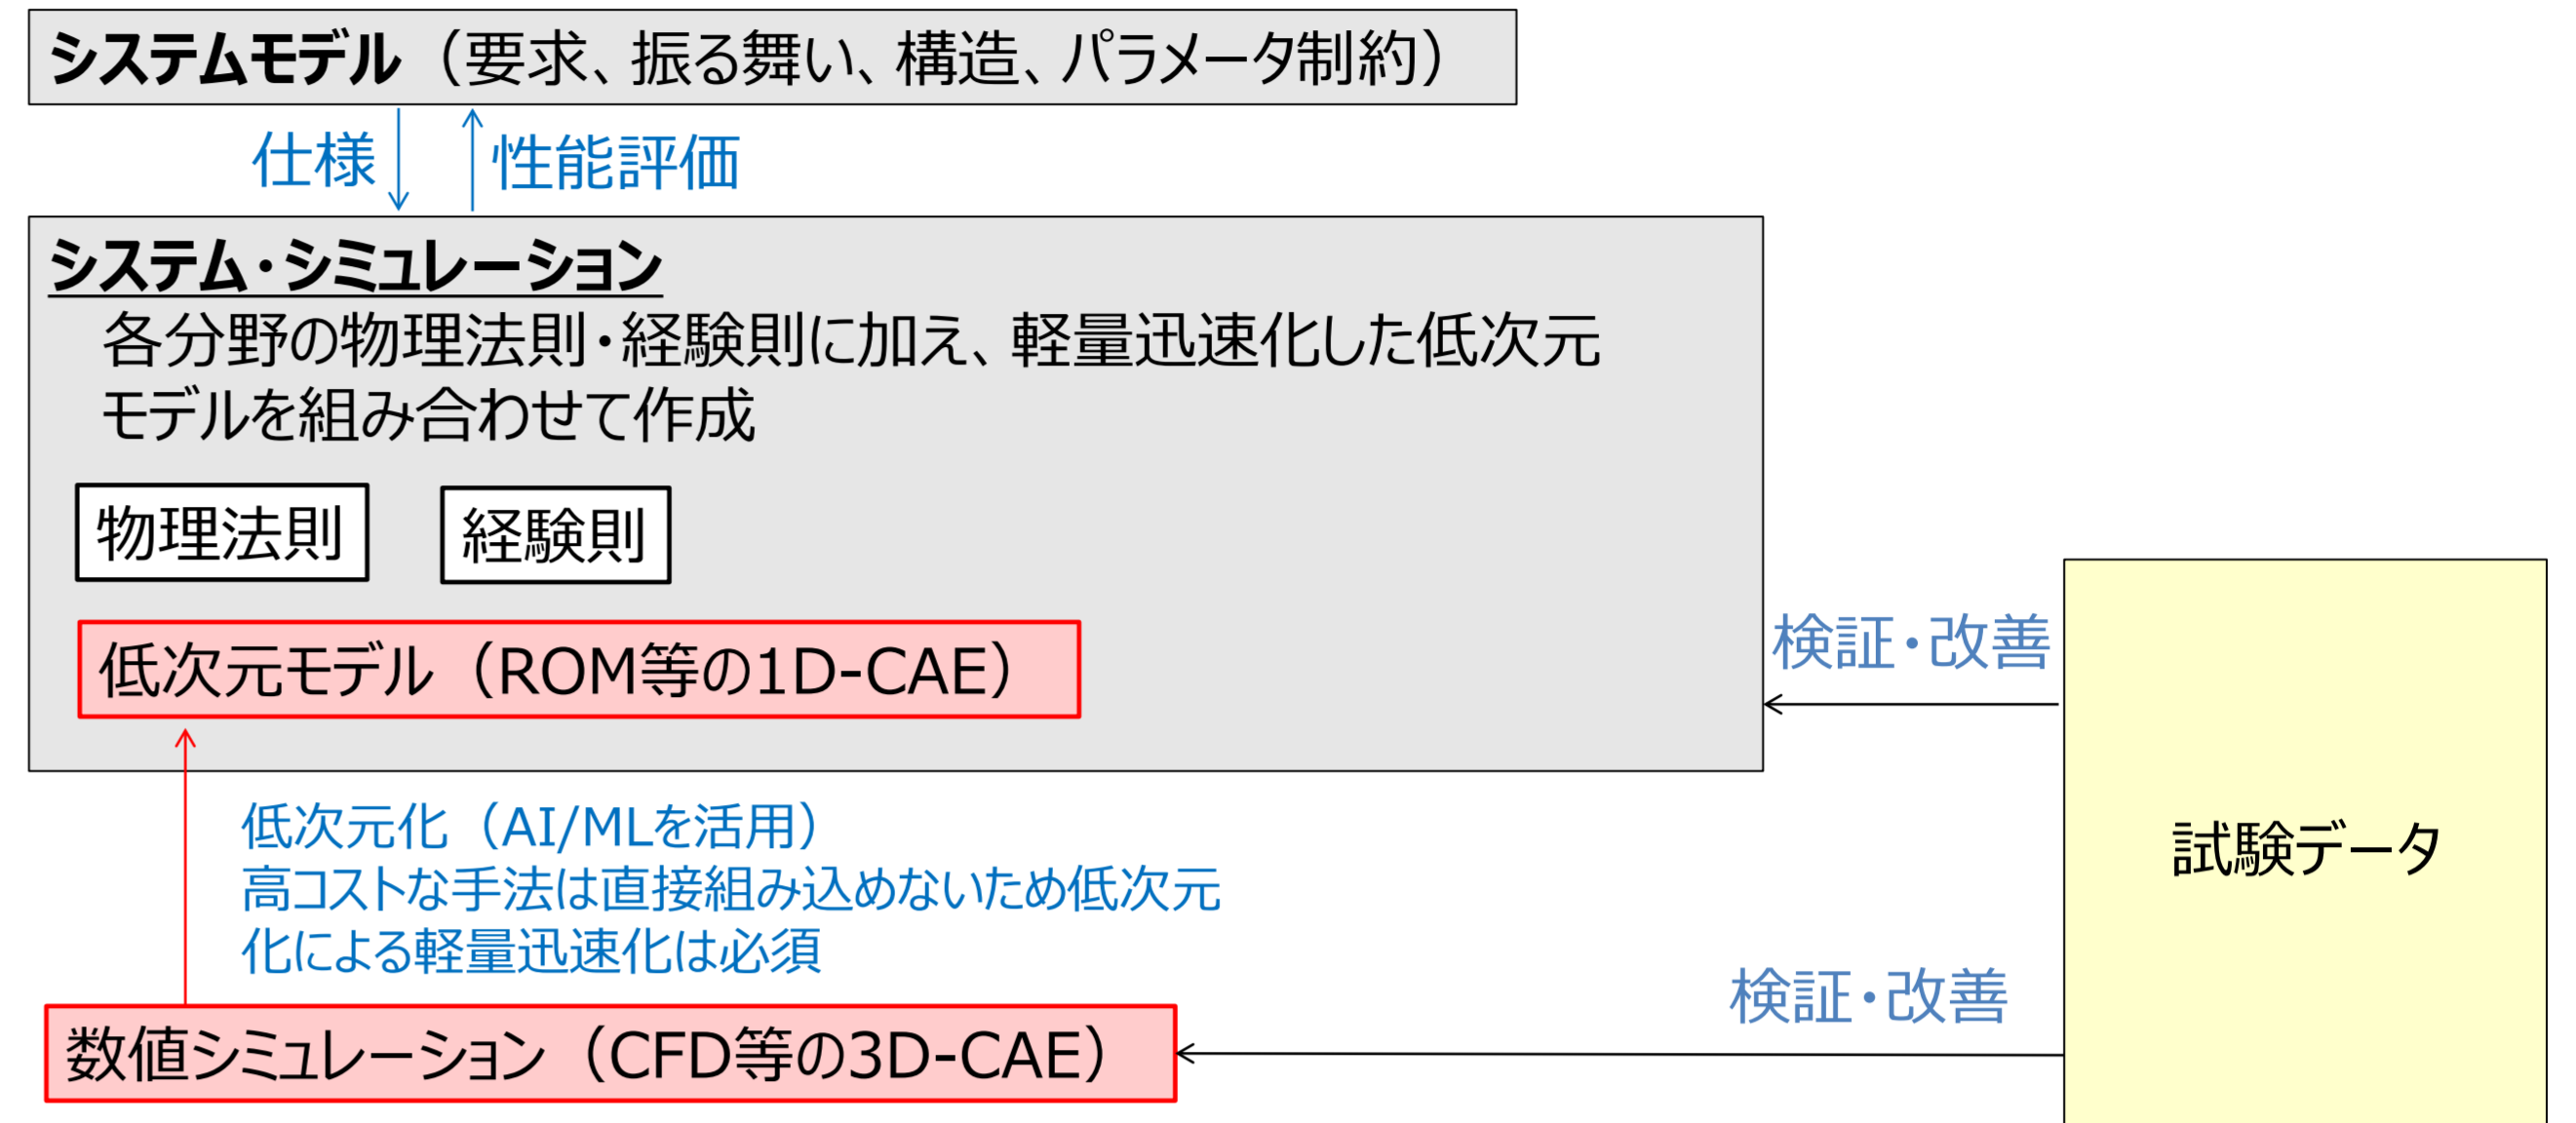 システムモデル（要求、振る舞い、構造、パラメータ制約）
仕様
性能評価
システム・シミュレーション
各分野の物理法則・経験則に加え、軽量迅速化した低次元
モデルを組み合わせて作成
物理法則
経験則
低次元モデル（ROM等の1D-CAE）
検証・改善
低次元化（AI/MLを活用）
高コストな手法は直接組み込めないため低次元
化による軽量迅速化は必須
試験データ
検証・改善
数値シミュレーション（CFD等の3D-CAE）